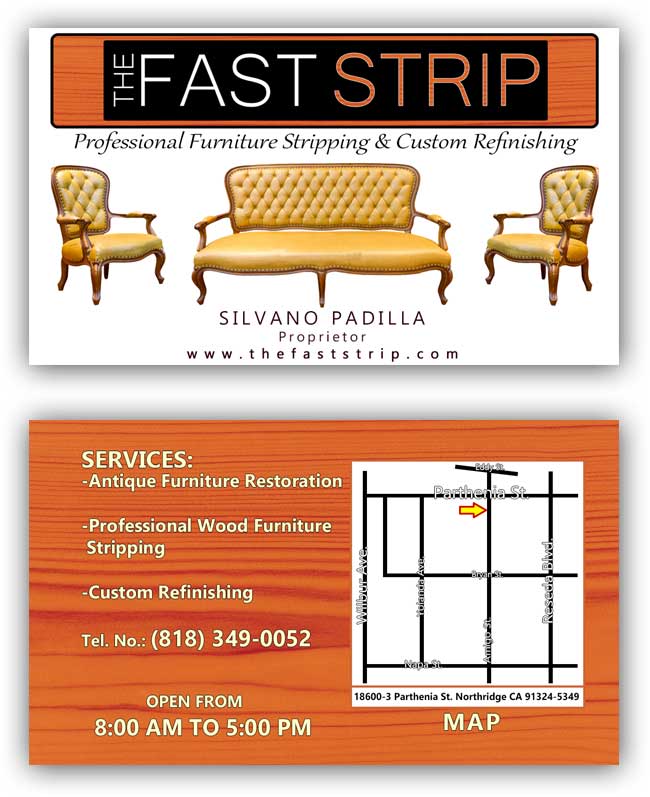 THE FAST STRIP
Professional Furniture Stripping & Custom Refinishing
SILVANO PADILLA
Proprietor
www.thefaststrip.com
SERVICES:
-Antique Furniture Restoration
-Professional Wood Furniture
Stripping
-Custom Refinishing
Tel. No.: (818) 349-0052
OPEN FROM
8:00 AM TO 5:00 PM
Eddy St.
Parthenia St.
Wilbur Ave.
Yolanda Ave.
Bryan St.
Reseda Blvd.
Amigo St.
Napa St.
18600-3 Parthenia St. Northridge CA 91324-5349
MAP